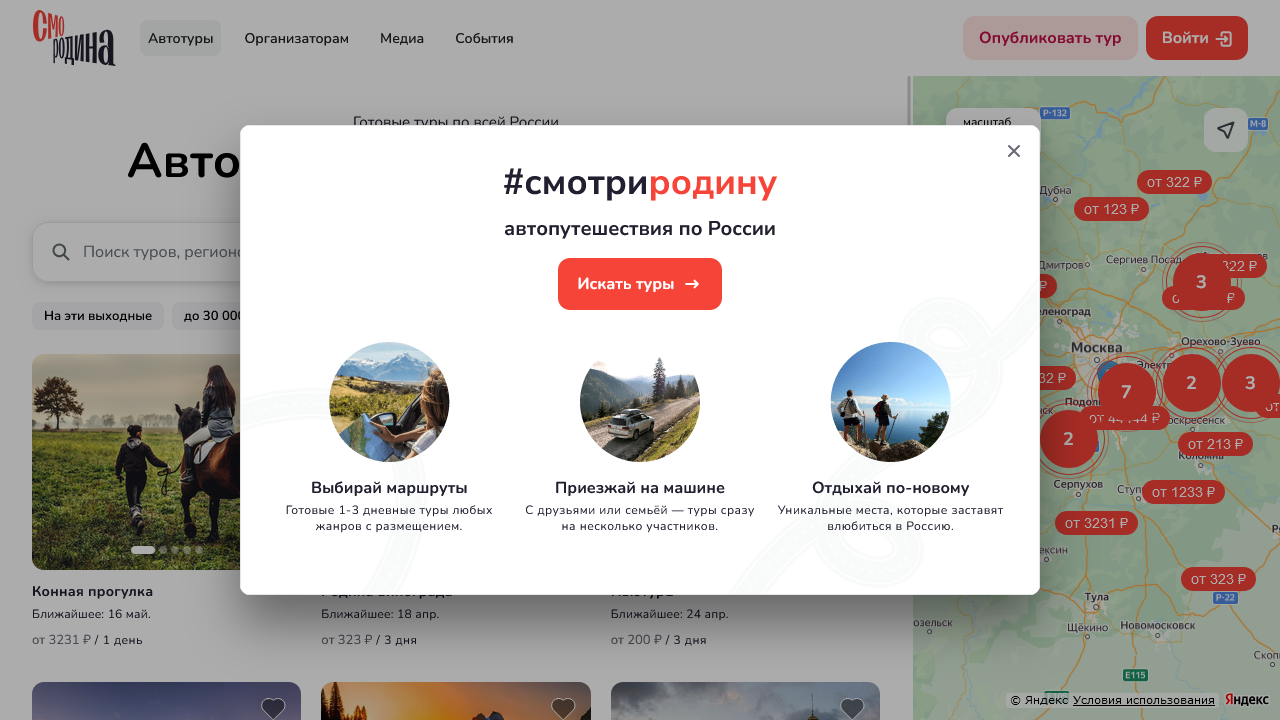 Смо
родина
Автотуры
Организаторам
Медиа
События
Опубликовать тур
Войти
Готовые туры по всей России
Авто
Поиск туров, регионо
На эти выходные
до 30 000
#смотриродину
автопутешествия по России
Искать туры
Выбирай маршруты
Готовые 1-3 дневные туры любых
жанров с размещением.
Приезжай на машине
С друзьями или семьёй — туры сразу
на несколько участников.
Отдыхай по-новому
Уникальные места, которые заставят
влюбиться в Россию.
Конная прогулка
Ближайшее: 16 май.
от 3231 ₽ / 1 день
Ближайшее: 18 апр.
от 323 ₽ / 3 дня
Ближайшее: 24 апр.
от 200 ₽ / 3 дня
масштаб
Р-132
М-8
от 322 ₽
Дубна
от 123 ₽
Дмитров
Сергиев Посад
322 ₽
3
Орехово-Зуево
Москва
7
2
3
от 213 ₽
2
Серпухов
от 1233 ₽
от 3231 ₽
от 323 ₽
Р-22
Тула
Щёкино
Новомосковск
Е115
© Яндекс Условия использования
Яндекс